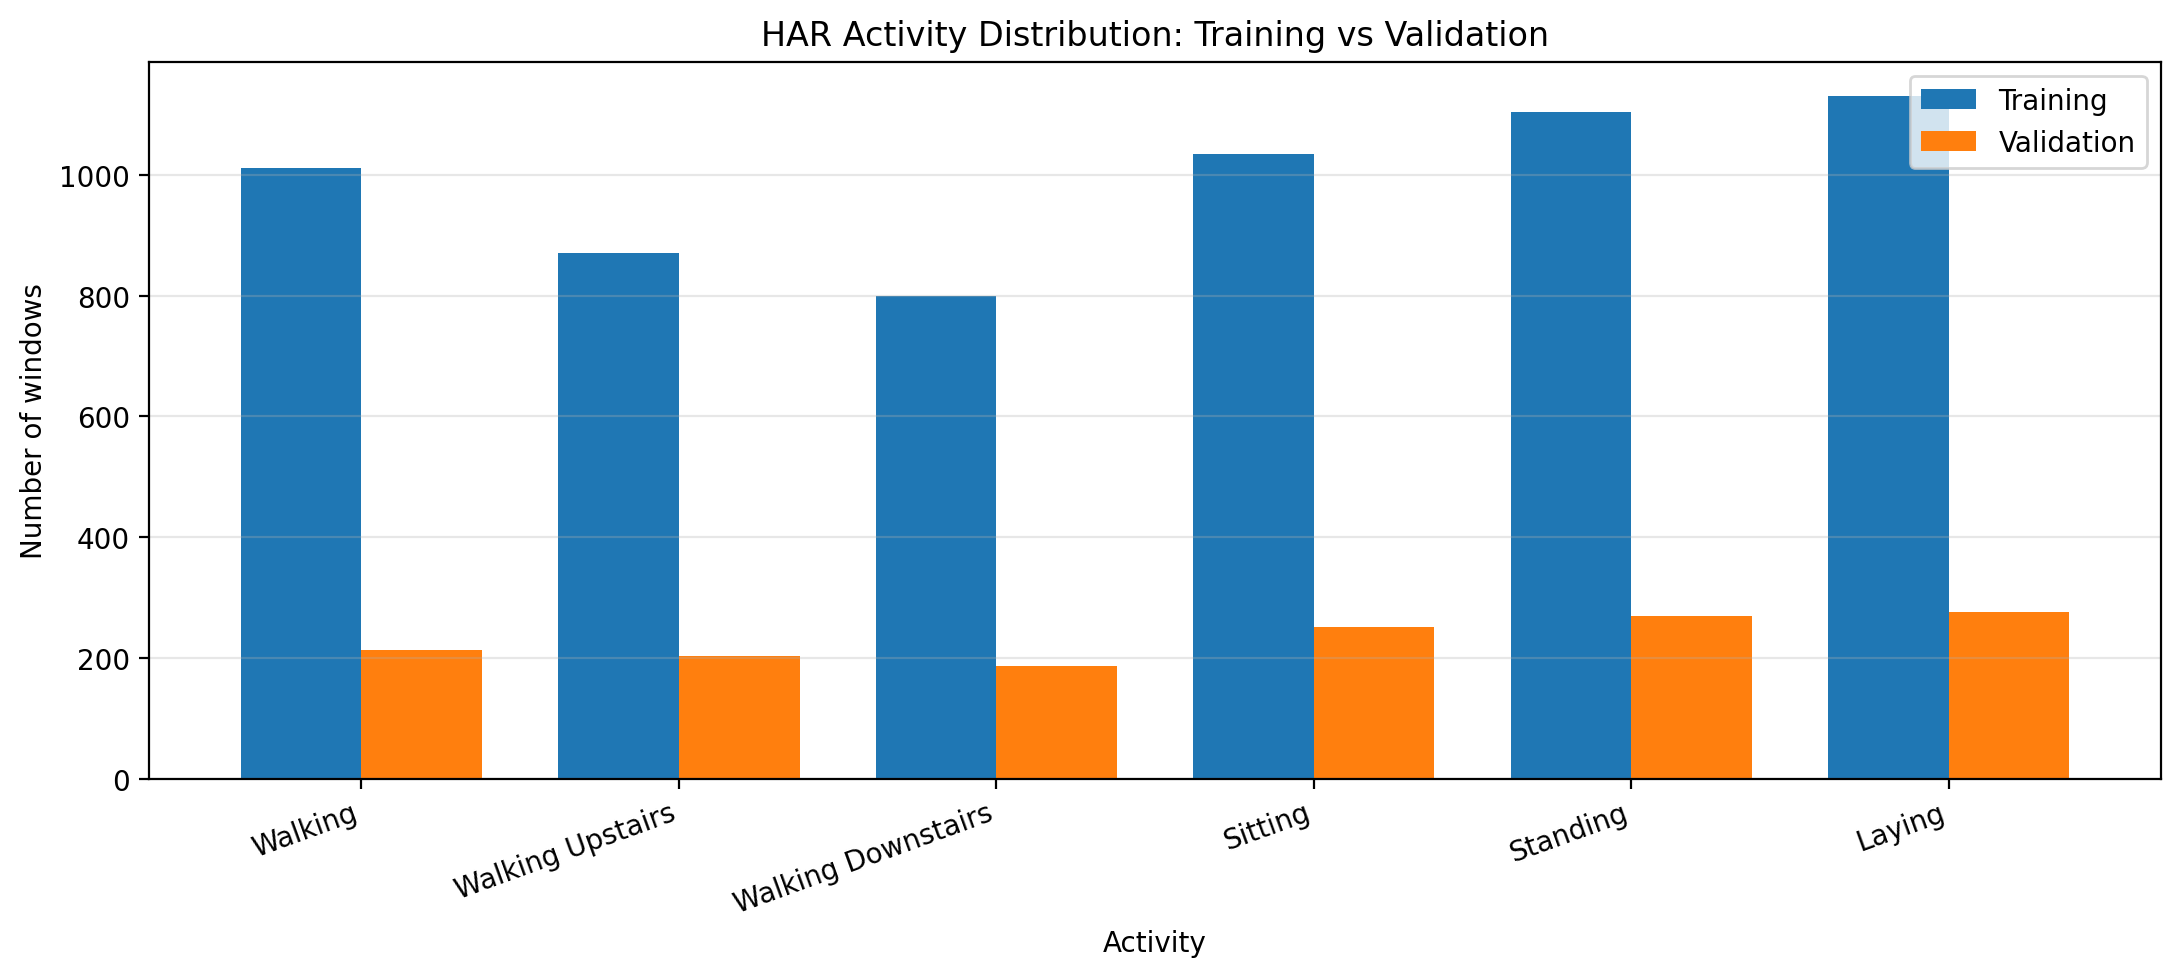 HAR Activity Distribution: Training vs Validation
Training
Validation
Number of windows
1000
800
600
400
200
0
Walking
Walking Upstairs
Walking Downstairs
Sitting
Standing
Laying
Activity